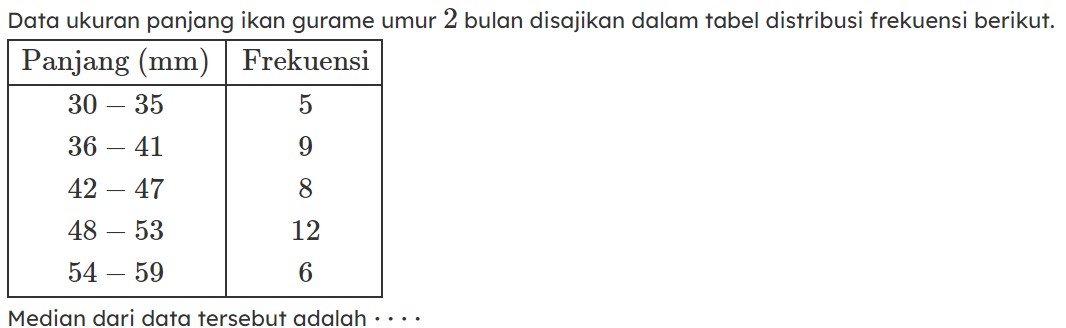 Data ukuran panjang ikan gurame umur 2 bulan disajikan dalam tabel distribusi frekuensi berikut.
Panjang (mm) Frekuensi
30 – 35 5
36 – 41 9
42 – 47 8
48 – 53 12
54 – 59 6
Median dari data tersebut adalah · · · ·